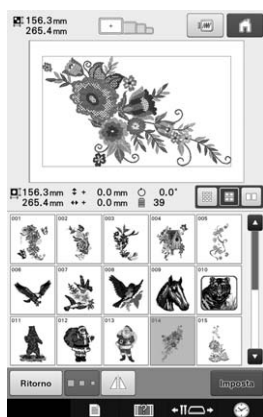 156.3mm
265.4mm
156.3mm + 0.0mm 0.0°
265.4mm + 0.0mm 39
001 002 003 004 005
006 007 008 009 010
011 012 013 014 015
Ritorno Imposta